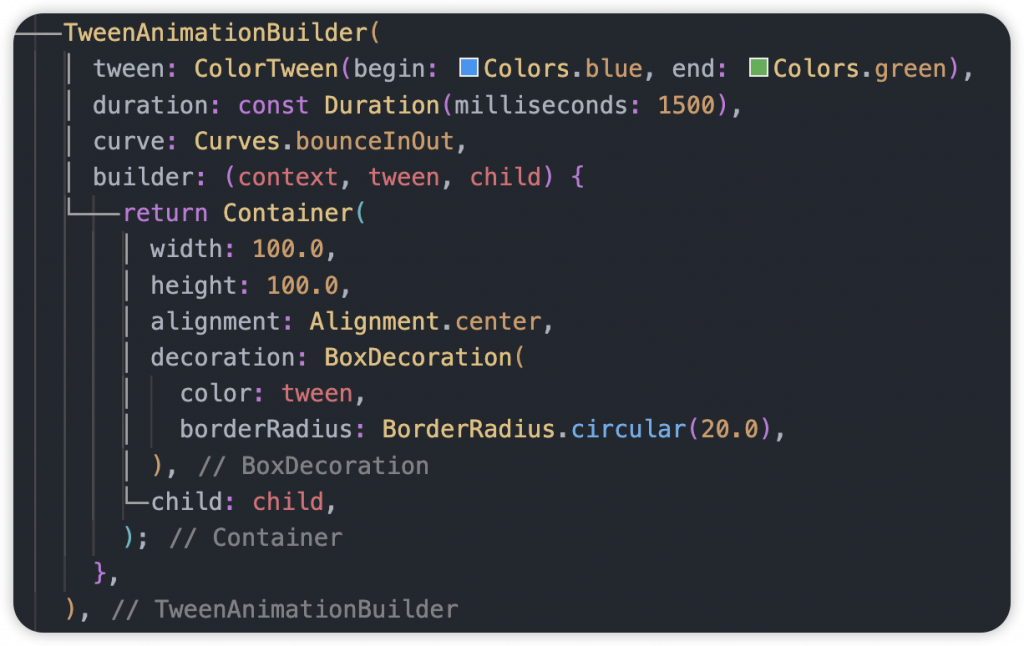 TweenAnimationBuilder(
tween: ColorTween(begin: Colors.blue, end: Colors.green),
duration: const Duration(milliseconds: 1500),
curve: Curves.bounceInOut,
builder: (context, tween, child) {
return Container(
width: 100.0,
height: 100.0,
alignment: Alignment.center,
decoration: BoxDecoration(
color: tween,
borderRadius: BorderRadius.circular(20.0),
), // BoxDecoration
child: child,
); // Container
},
), // TweenAnimationBuilder